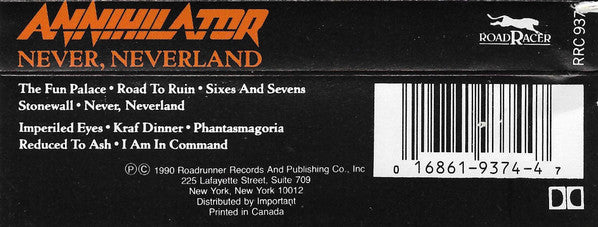 ANNIHILATOR
NEVER, NEVERLAND
ROADRACER
RRC 937
The Fun Palace • Road To Ruin • Sixes And Sevens
Stonewall • Never, Neverland
Imperiled Eyes • Kraf Dinner • Phantasmagoria
Reduced To Ash • I Am In Command
℗© 1990 Roadrunner Records And Publishing Co., Inc
225 Lafayette Street, Suite 709
New York, New York 10012
Distributed by Important
Printed in Canada
0 16861-9374-4 7